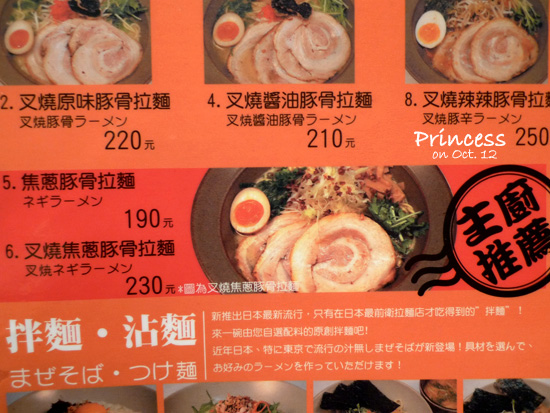 2. 叉燒原味豚骨拉麵
叉焼豚骨ラーメン
220元
4. 叉燒醬油豚骨拉麵
叉焼醬油豚骨ラーメン
210元
8. 叉燒辣辣豚骨拉麵
叉焼豚辛ラーメン
250
Princess
on Oct. 12
5. 焦蔥豚骨拉麵
ネギラーメン
190元
6. 叉燒焦蔥豚骨拉麵
叉焼ネギラーメン
230元
*圖為叉燒焦蔥豚骨拉麵
主廚
推薦
拌麵・沾麵
まぜそば・つけ麺
新推出日本最新流行，只有在日本最前衛拉麵店才吃得到的"拌麵"！
來一碗由您自選配料的原創拌麵吧！
近年日本、特に東京で流行の汁無しまぜそばが新登場！具材を選んで、
お好みのラーメンを作っていただけます！